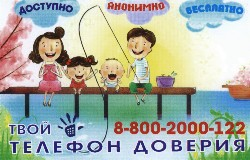 ДОСТУПНО АНОНИМНО БЕСПЛАТНО
ТВОЙ 8-800-2000-122
ТЕЛЕФОН ДОВЕРИЯ